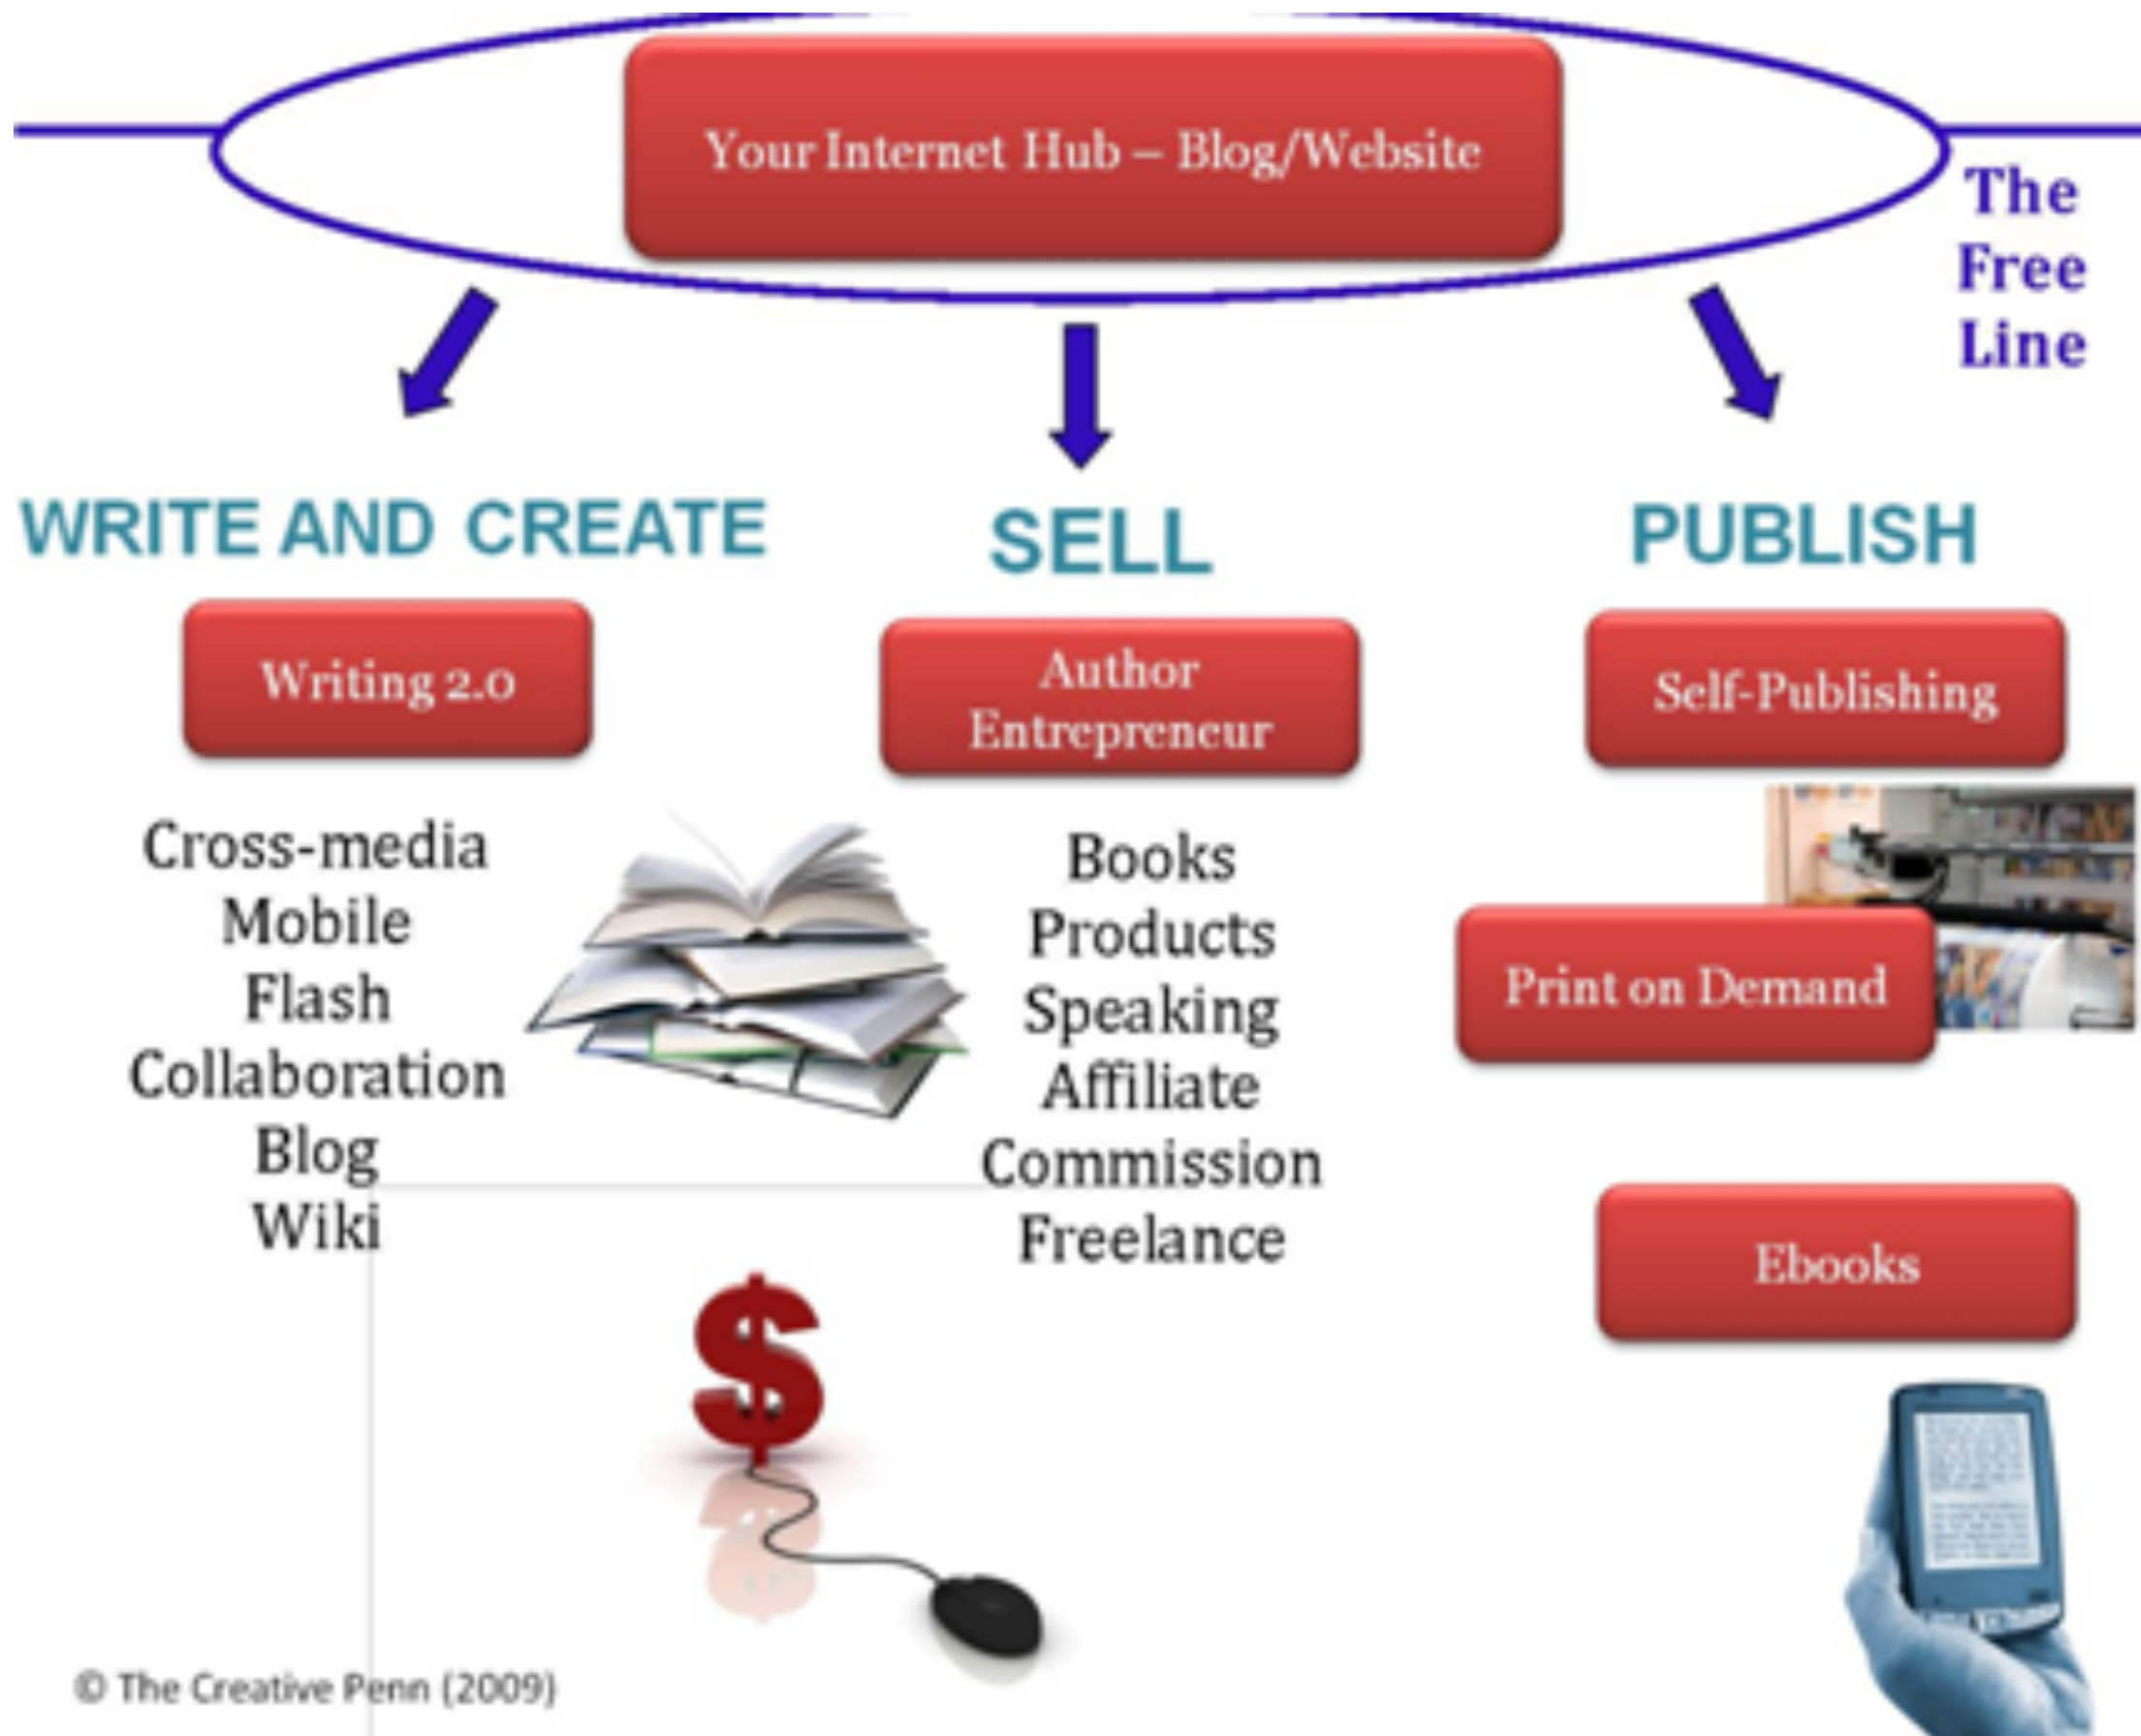 Your Internet Hub – Blog/Website
The
Free
Line
WRITE AND CREATE
SELL
PUBLISH
Writing 2.0
Author
Entrepreneur
Self-Publishing
Cross-media
Mobile
Flash
Collaboration
Blog
Wiki
Books
Products
Speaking
Affiliate
Commission
Freelance
Print on Demand
Ebooks
$
© The Creative Penn (2009)